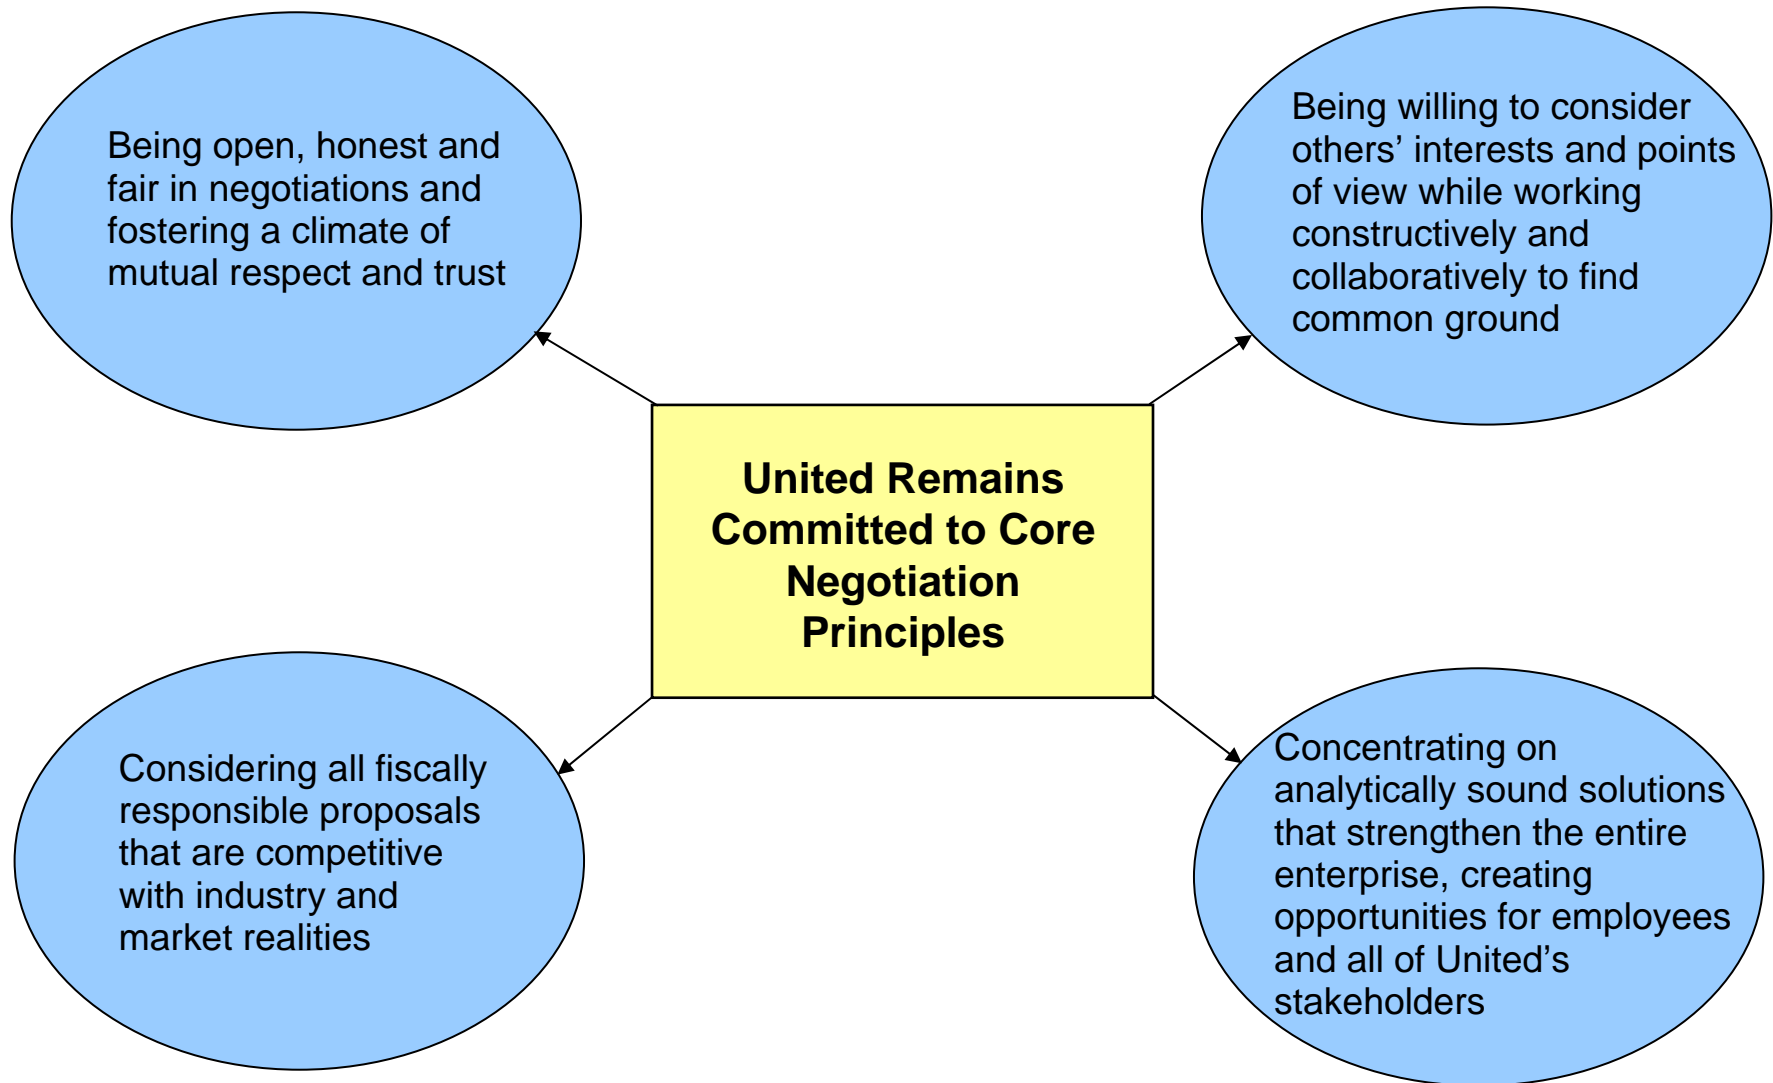 Being open, honest and
fair in negotiations and
fostering a climate of
mutual respect and trust
Being willing to consider
others’ interests and points
of view while working
constructively and
collaboratively to find
common ground
United Remains
Committed to Core
Negotiation
Principles
Considering all fiscally
responsible proposals
that are competitive
with industry and
market realities
Concentrating on
analytically sound solutions
that strengthen the entire
enterprise, creating
opportunities for employees
and all of United’s
stakeholders